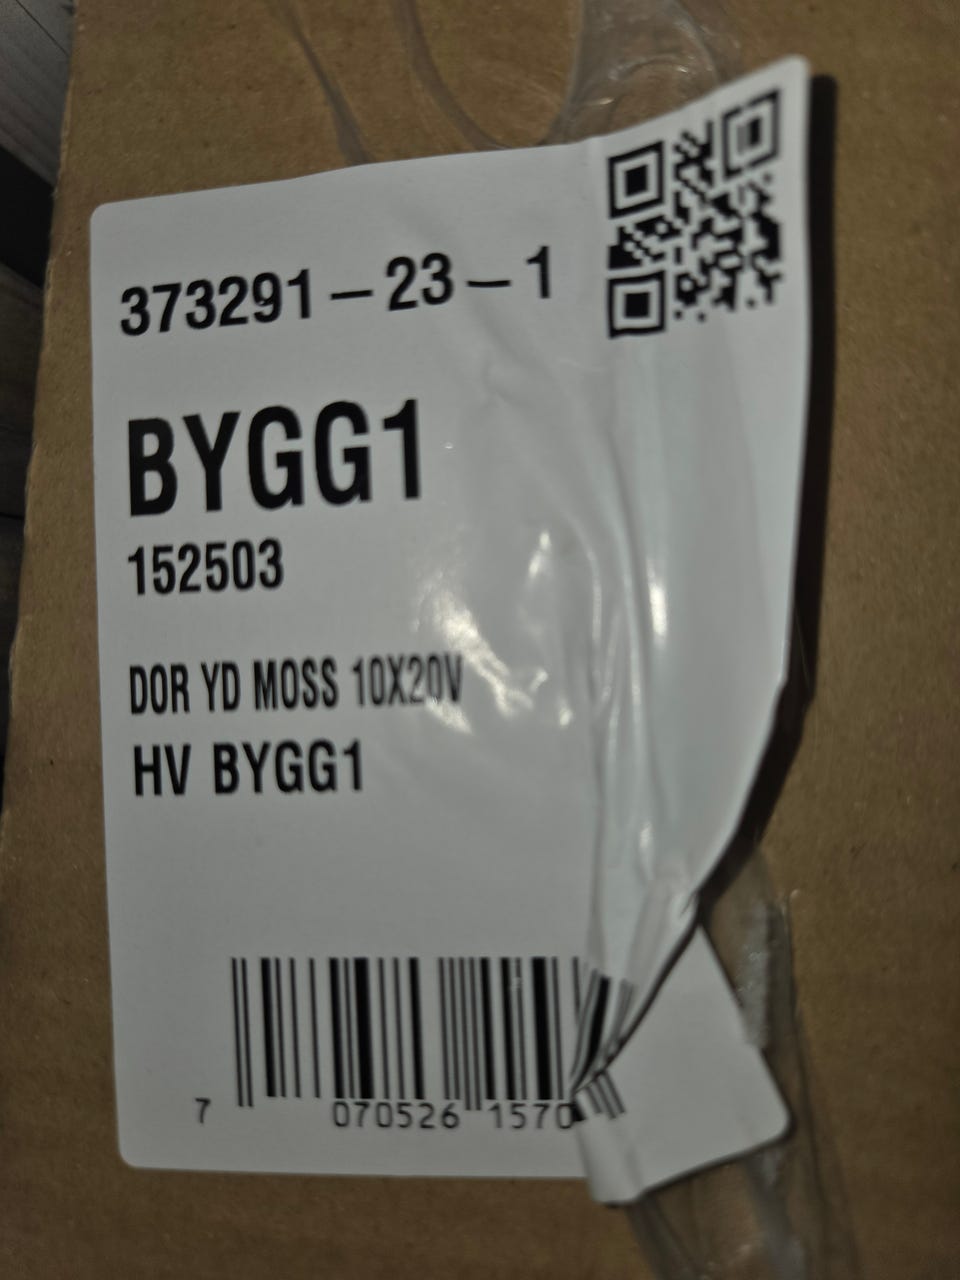 373291-23-1
BYGG1
152503
DOR YD MOSS 10X20V
HV BYGG1
7 070526 1570